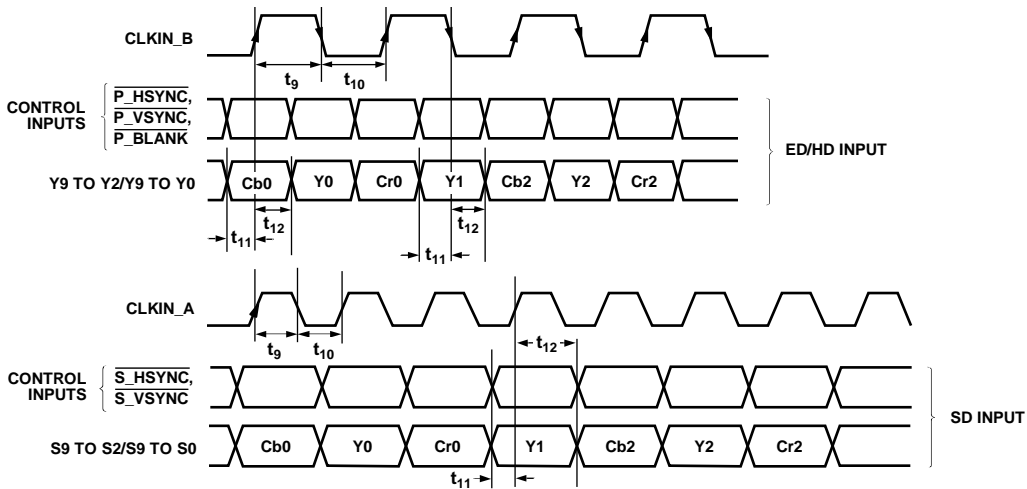 CLKIN_B
t9
t10
CONTROL
INPUTS
P_HSYNC,
P_VSYNC,
P_BLANK
ED/HD INPUT
Y9 TO Y2/Y9 TO Y0
Cb0
Y0
Cr0
Y1
Cb2
Y2
Cr2
t12
t12
t11
t11
CLKIN_A
t9
t10
t12
CONTROL
INPUTS
S_HSYNC,
S_VSYNC
SD INPUT
S9 TO S2/S9 TO S0
Cb0
Y0
Cr0
Y1
Cb2
Y2
Cr2
t11